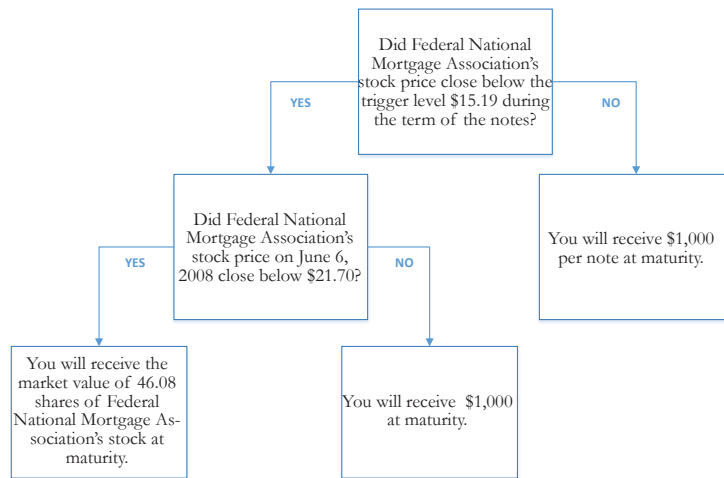 Did Federal National
Mortgage Association's
stock price close below the
trigger level $15.19 during
the term of the notes?
YES
NO
Did Federal National
Mortgage Association's
stock price on June 6,
2008 close below $21.70?
You will receive $1,000
per note at maturity.
YES
NO
You will receive the
market value of 46.08
shares of Federal
National Mortgage As-
sociation's stock at
maturity.
You will receive $1,000
at maturity.